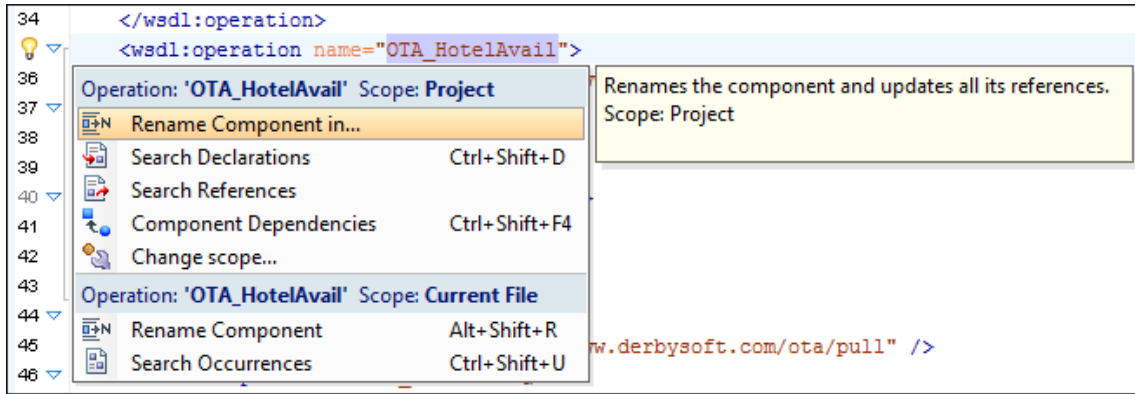 34 </wsdl:operation>
<wsdl:operation name="OTA_HotelAvail">
36
Operation: 'OTA_HotelAvail' Scope: Project
Renames the component and updates all its references.
Scope: Project
37
Rename Component in...
38
Search Declarations Ctrl+Shift+D
39
Search References
40
Component Dependencies Ctrl+Shift+F4
41
Change scope...
42
43
Operation: 'OTA_HotelAvail' Scope: Current File
44
Rename Component Alt+Shift+R
45 w.derbysoft.com/ota/pull" />
Search Occurrences Ctrl+Shift+U
46